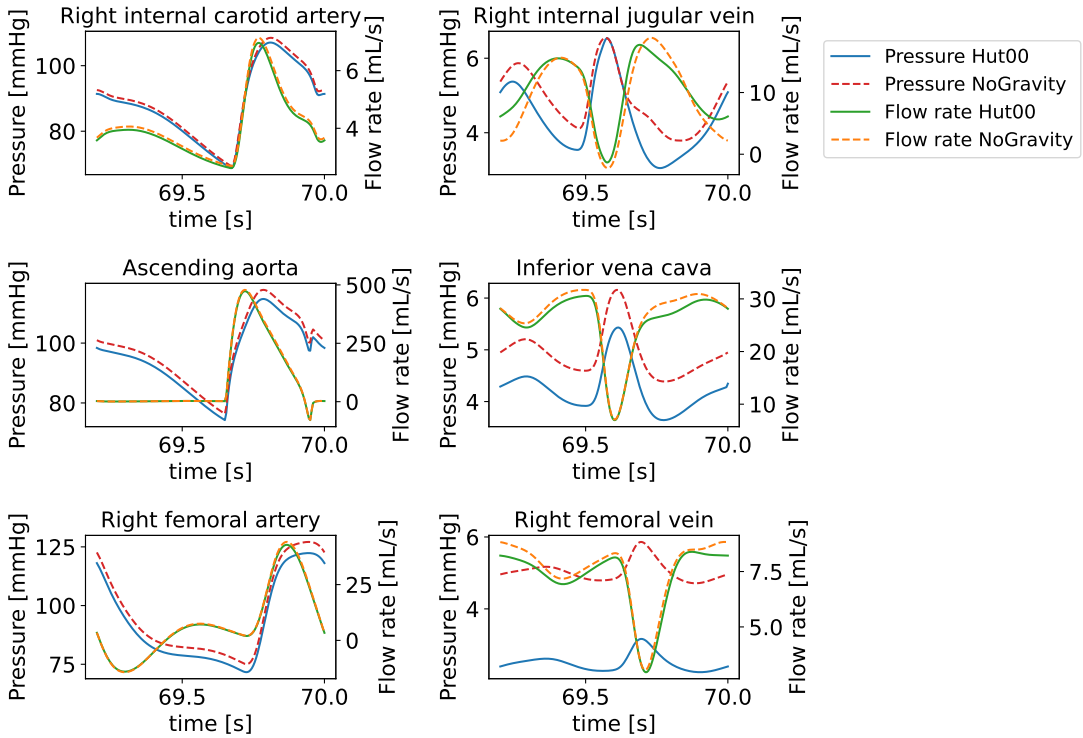 Right internal carotid artery
Pressure [mmHg]
100
80
6
4
Flow rate [mL/s]
69.5
70.0
time [s]
Right internal jugular vein
Pressure [mmHg]
6
4
10
0
Flow rate [mL/s]
69.5
70.0
time [s]
Pressure Hut00
Pressure NoGravity
Flow rate Hut00
Flow rate NoGravity
Ascending aorta
Pressure [mmHg]
100
80
500
250
0
Flow rate [mL/s]
69.5
70.0
time [s]
Inferior vena cava
Pressure [mmHg]
6
5
4
30
20
10
Flow rate [mL/s]
69.5
70.0
time [s]
Right femoral artery
Pressure [mmHg]
125
100
75
25
0
Flow rate [mL/s]
69.5
70.0
time [s]
Right femoral vein
Pressure [mmHg]
6
4
7.5
5.0
Flow rate [mL/s]
69.5
70.0
time [s]